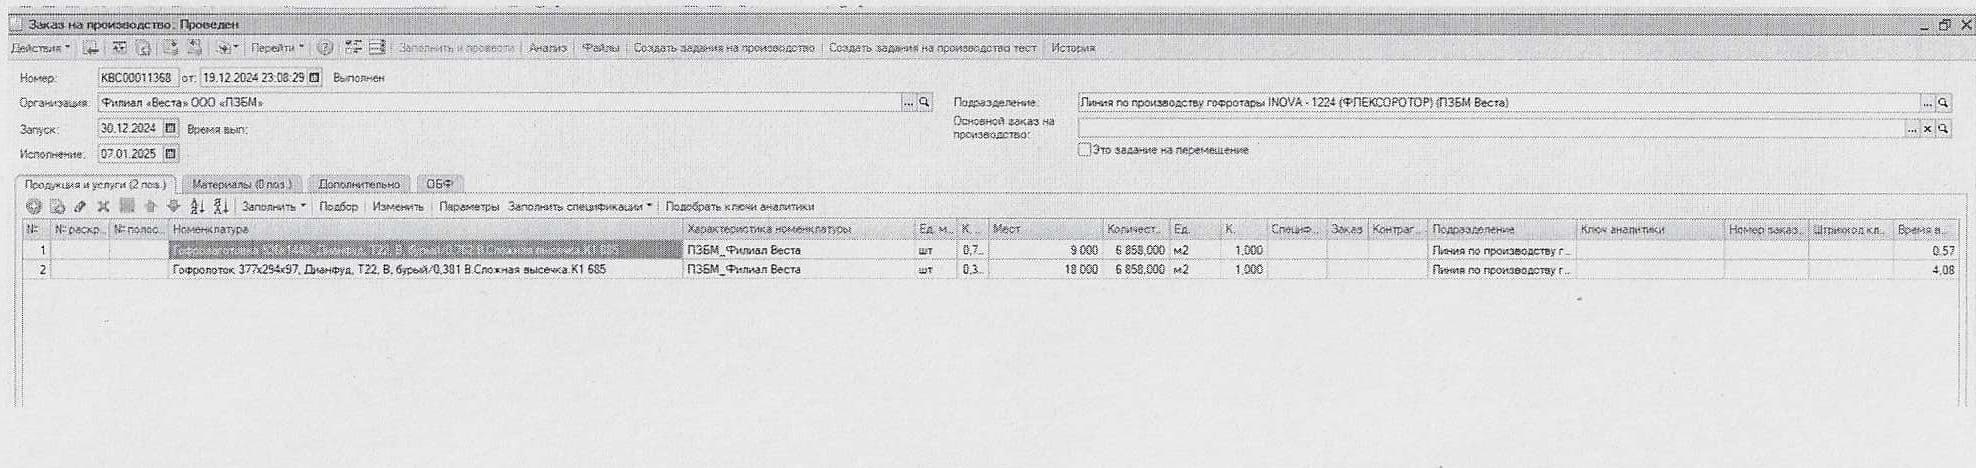 Заказ на производство: Проведен
Действия Перейти Заполнить и провести Анализ Файлы Создать задания на производство Создать задания на производство тест История
Номер: КВС00011368 от: 19.12.2024 23:08:29 Выполнен
Организация: Филиал «Веста» ООО «ПЗБМ» ... Подразделение: Линия по производству гофротары INOVA - 1224 (ФЛЕКСОРОТОР) (ПЗБМ Веста) ...
Запуск: 30.12.2024 Время вып: Основной заказ на производство: ... x
Исполнение: 07.01.2025 Это задание на перемещение
Продукция и услуги (2 поз.) Материалы (0 поз.) Дополнительно ОБФ
Заполнить Подбор Изменить Параметры Заполнить спецификации Подобрать ключи аналитики
№ № раскр... № полос... Номенклатура Характеристика номенклатуры Ед. м... К... Мест Количест... Ед. К. Специф... Заказ Контраг... Подразделение Ключ аналитики Номер заказ... Штрихкод кл... Время в...
1 ПЗБМ_Филиал Веста шт 0,7... 9 000 6 858,000 м2 1,000 Линия по производству г... 0,57
2 Гофролоток 377х294х97, Дианфуд, Т22, В, бурый/0,381 В.Сложная высечка.К1 685 ПЗБМ_Филиал Веста шт 0,3... 18 000 6 858,000 м2 1,000 Линия по производству г... 4,08